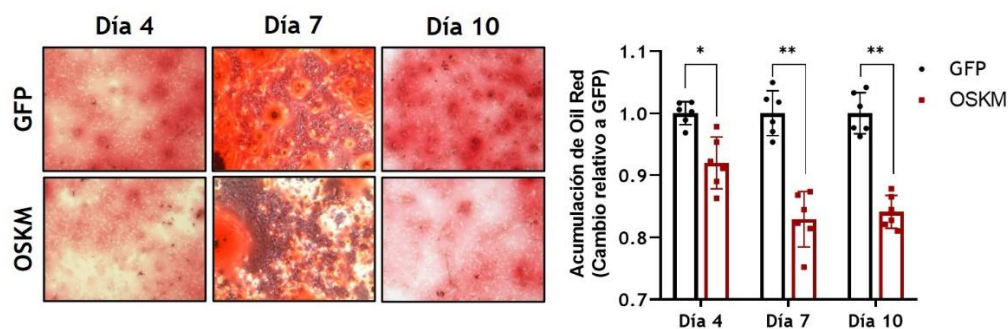 Día 4
Día 7
Día 10
GFP
OSKM
Acumulación de Oil Red
(Cambio relativo a GFP)
1.1
1.0
0.9
0.8
0.7
*
**
**
Día 4
Día 7
Día 10
GFP
OSKM